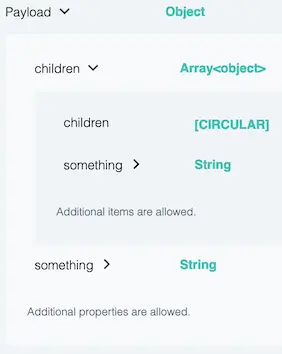 Payload Object
children Array<object>
children [CIRCULAR]
something String
Additional items are allowed.
something String
Additional properties are allowed.